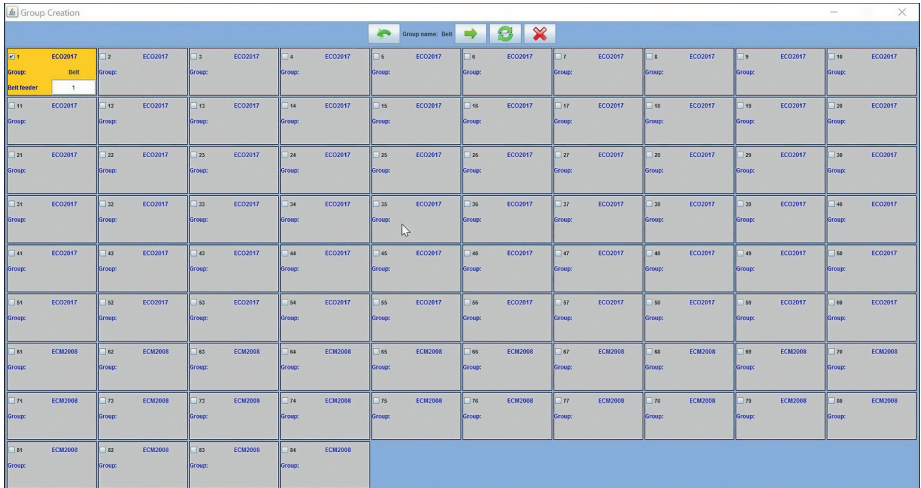 Group Creation
Group name: Belt
1 ECO2017 2 ECO2017 3 ECO2017 4 ECO2017 5 ECO2017 6 ECO2017 7 ECO2017 8 ECO2017 9 ECO2017 10 ECO2017
Group: Belt Group: Group: Group: Group: Group: Group: Group: Group: Group:
Belt feeder 1
11 ECO2017 12 ECO2017 13 ECO2017 14 ECO2017 15 ECO2017 16 ECO2017 17 ECO2017 18 ECO2017 19 ECO2017 20 ECO2017
Group: Group: Group: Group: Group: Group: Group: Group: Group: Group:
21 ECO2017 22 ECO2017 23 ECO2017 24 ECO2017 25 ECO2017 26 ECO2017 27 ECO2017 28 ECO2017 29 ECO2017 30 ECO2017
Group: Group: Group: Group: Group: Group: Group: Group: Group: Group:
31 ECO2017 32 ECO2017 33 ECO2017 34 ECO2017 35 ECO2017 36 ECO2017 37 ECO2017 38 ECO2017 39 ECO2017 40 ECO2017
Group: Group: Group: Group: Group: Group: Group: Group: Group: Group:
41 ECO2017 42 ECO2017 43 ECO2017 44 ECO2017 45 ECO2017 46 ECO2017 47 ECO2017 48 ECO2017 49 ECO2017 50 ECO2017
Group: Group: Group: Group: Group: Group: Group: Group: Group: Group:
51 ECO2017 52 ECO2017 53 ECO2017 54 ECO2017 55 ECO2017 56 ECO2017 57 ECO2017 58 ECO2017 59 ECO2017 60 ECO2017
Group: Group: Group: Group: Group: Group: Group: Group: Group: Group:
61 ECM2008 62 ECM2008 63 ECM2008 64 ECM2008 65 ECM2008 66 ECM2008 67 ECM2008 68 ECM2008 69 ECM2008 70 ECM2008
Group: Group: Group: Group: Group: Group: Group: Group: Group: Group:
71 ECM2008 72 ECM2008 73 ECM2008 74 ECM2008 75 ECM2008 76 ECM2008 77 ECM2008 78 ECM2008 79 ECM2008 80 ECM2008
Group: Group: Group: Group: Group: Group: Group: Group: Group: Group:
81 ECM2008 82 ECM2008 83 ECM2008 84 ECM2008
Group: Group: Group: Group: